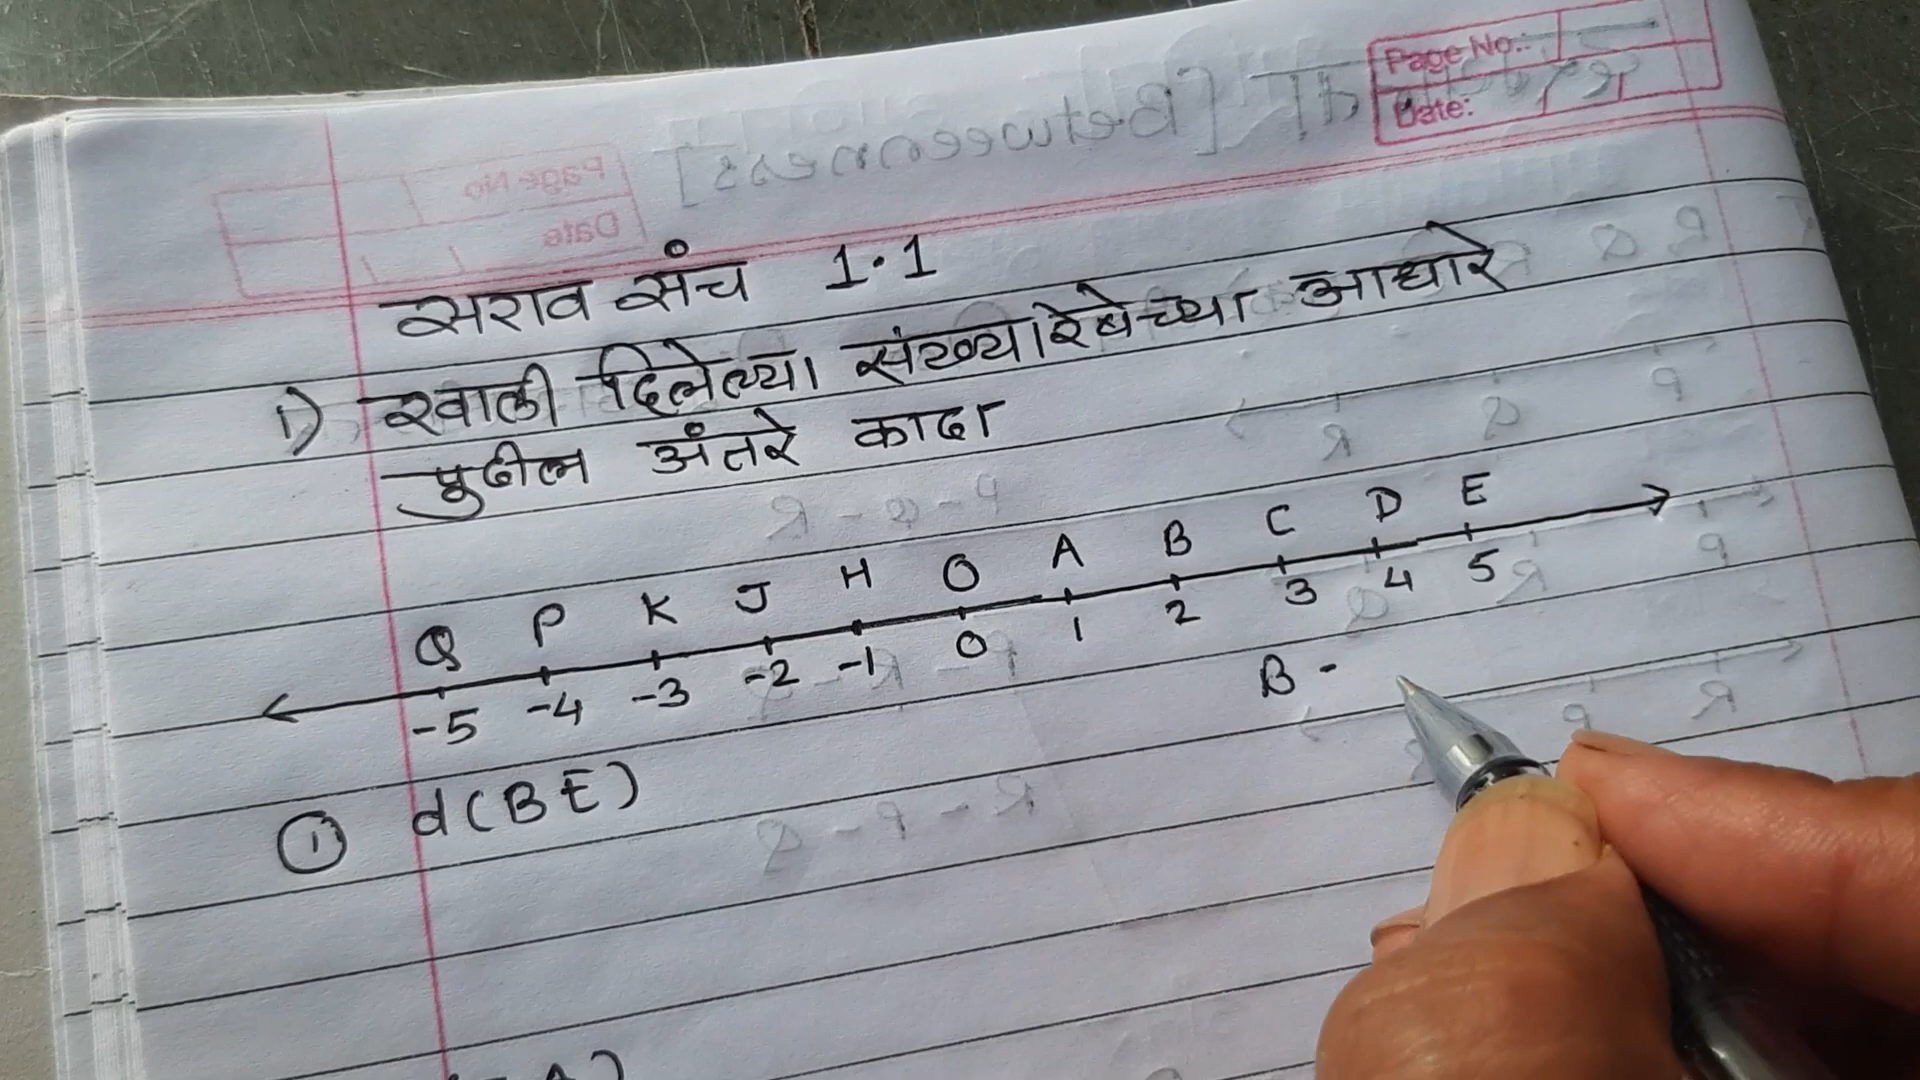 Page No.:
Date:
सराव संच 1.1
1) खाली दिलेल्या संख्यारेषेच्या आधारे
पुढील अंतरे काढा
Q P K J H O A B C D E
-5 -4 -3 -2 -1 0 1 2 3 4 5
B -
① d(BE)
A)